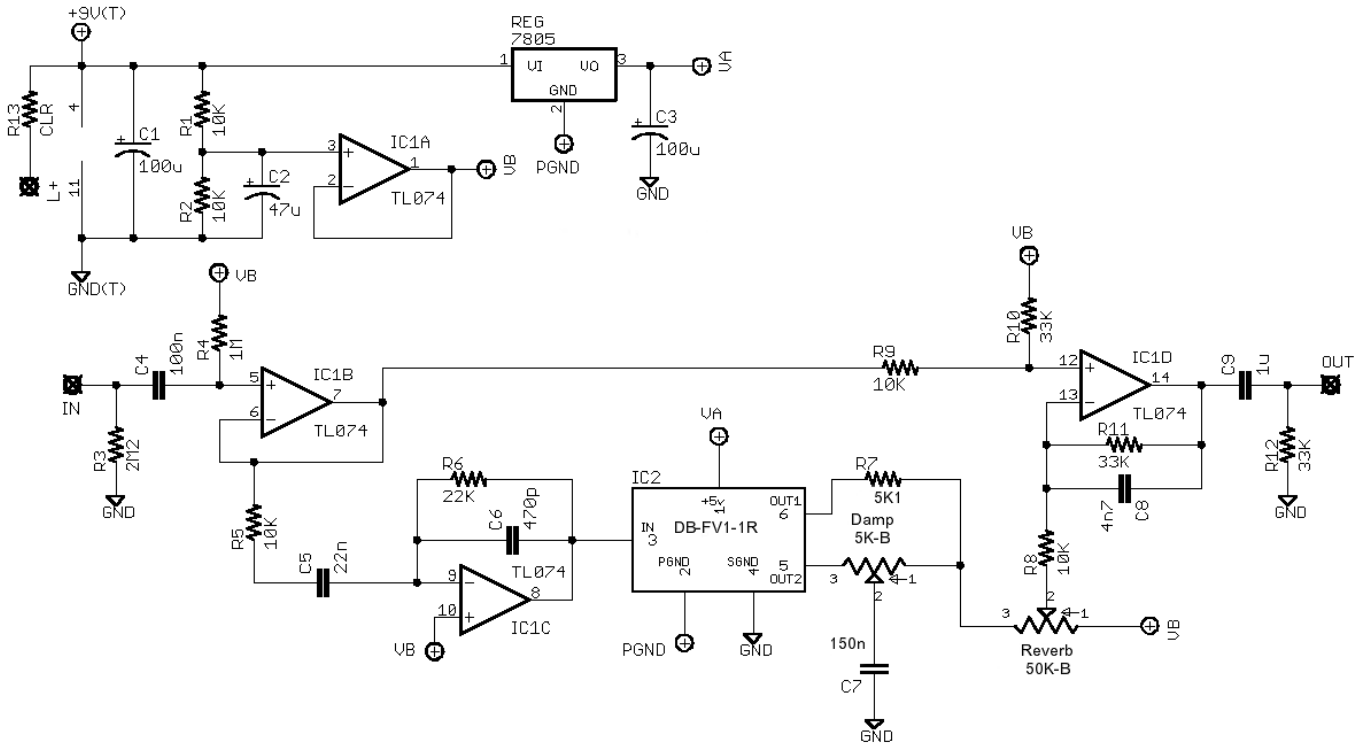 +9V(T)
REG
7805
1
VI
VO
3
VA
GND
2
PGND
C3
100u
GND
R13
CLR
4
L+
11
C1
100u
R1
10K
R2
10K
C2
47u
3
IC1A
1
2
TL074
VB
GND(T)
VB
R4
1M
C4
100n
IN
R3
2M2
GND
5
IC1B
7
6
TL074
R5
10K
C5
22n
R6
22K
C6
470p
TL074
9
8
10
IC1C
VB
VA
IC2
+5v
1
OUT1
6
DB-FV1-1R
IN
3
PGND
2
SGND
4
5
OUT2
PGND
GND
R7
5K1
Damp
5K-B
3
1
2
150n
C7
GND
R9
10K
VB
R10
33K
12
IC1D
14
13
TL074
R11
33K
4n7
C8
R8
10K
2
3
1
VB
Reverb
50K-B
C9
1u
OUT
R12
33K
GND